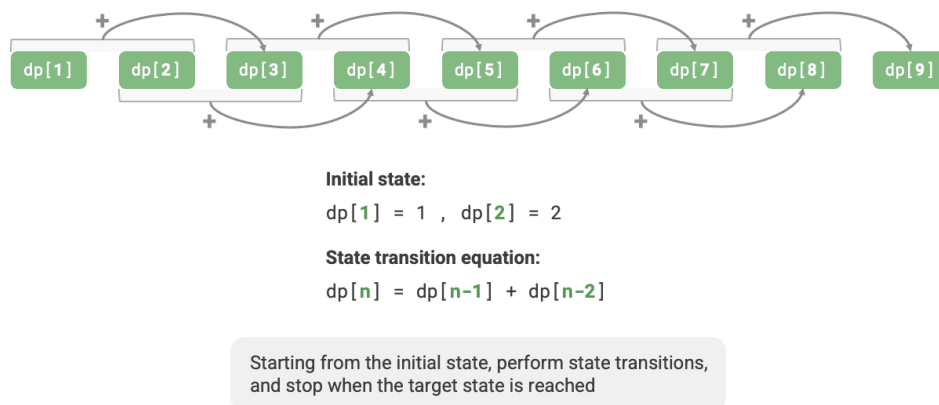 + + + +
dp[1] dp[2] dp[3] dp[4] dp[5] dp[6] dp[7] dp[8] dp[9]
+ + +
Initial state:
dp[1] = 1 , dp[2] = 2
State transition equation:
dp[n] = dp[n-1] + dp[n-2]
Starting from the initial state, perform state transitions,
and stop when the target state is reached